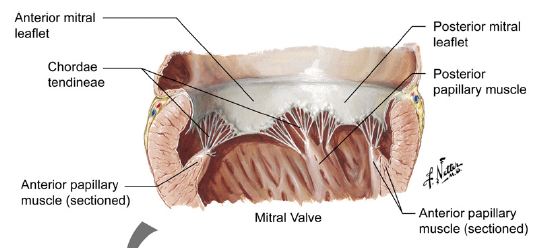 Anterior mitral
leaflet
Chordae
tendineae
Anterior papillary
muscle (sectioned)
Posterior mitral
leaflet
Posterior
papillary muscle
Anterior papillary
muscle (sectioned)
Mitral Valve
F. Netter
M.D.